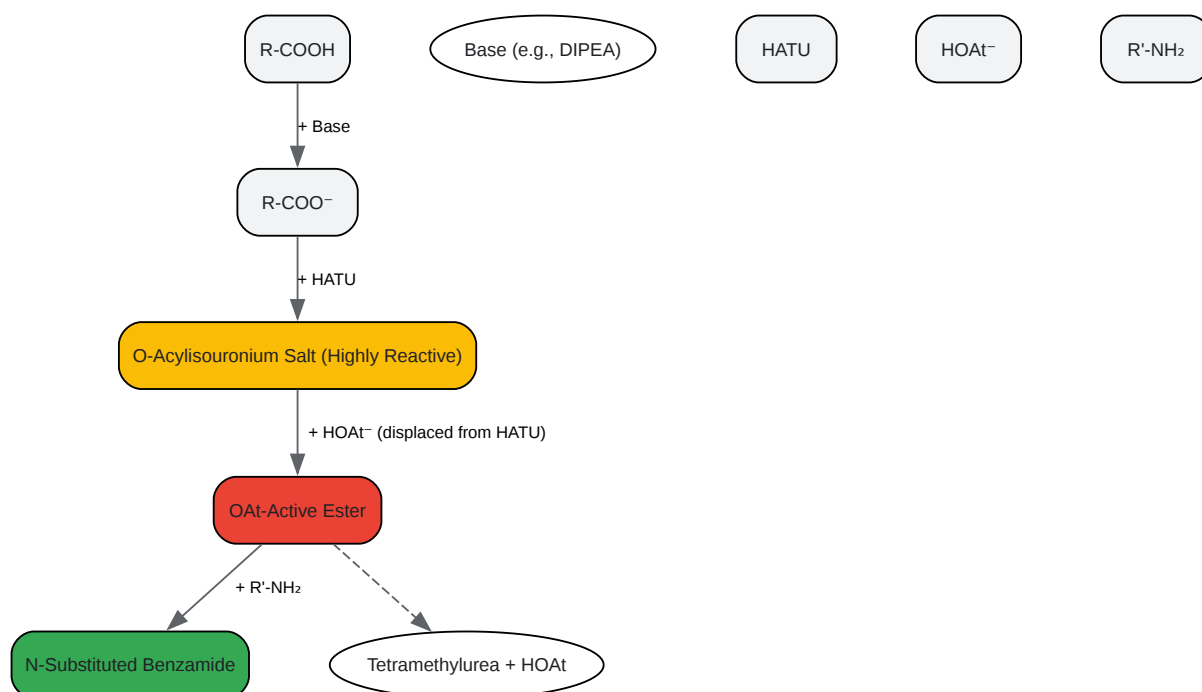 R-COOH
Base (e.g., DIPEA)
HATU
HOAt⁻
R'-NH₂
+ Base
R-COO⁻
+ HATU
O-Acylisouronium Salt (Highly Reactive)
+ HOAt⁻ (displaced from HATU)
OAt-Active Ester
+ R'-NH₂
N-Substituted Benzamide
Tetramethylurea + HOAt